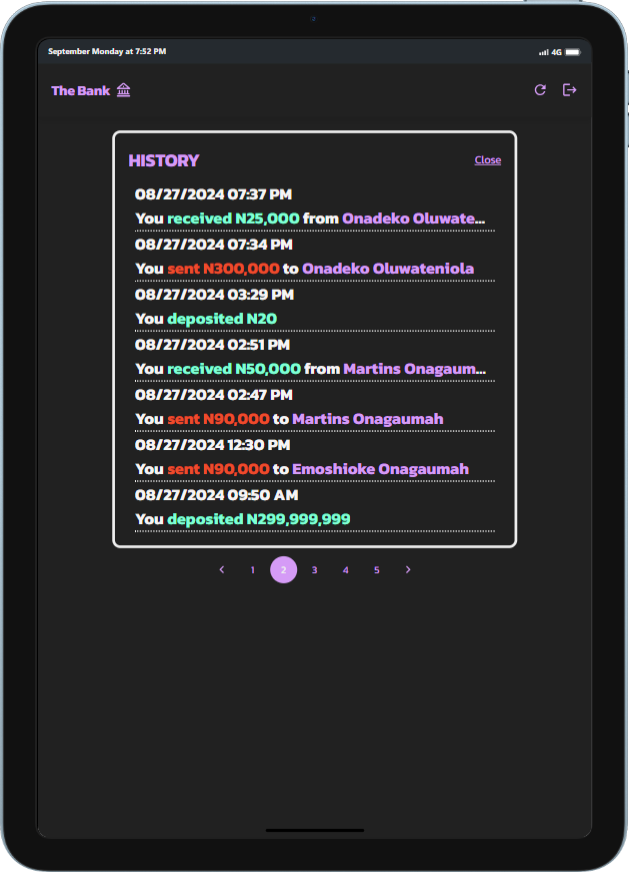 September Monday at 7:52 PM
4G
The Bank
HISTORY
Close
08/27/2024 07:37 PM
You received N25,000 from Onadeko Oluwate...
08/27/2024 07:34 PM
You sent N300,000 to Onadeko Oluwateniola
08/27/2024 03:29 PM
You deposited N20
08/27/2024 02:51 PM
You received N50,000 from Martins Onagaum...
08/27/2024 02:47 PM
You sent N90,000 to Martins Onagaumah
08/27/2024 12:30 PM
You sent N90,000 to Emoshioke Onagaumah
08/27/2024 09:50 AM
You deposited N299,999,999
1 2 3 4 5